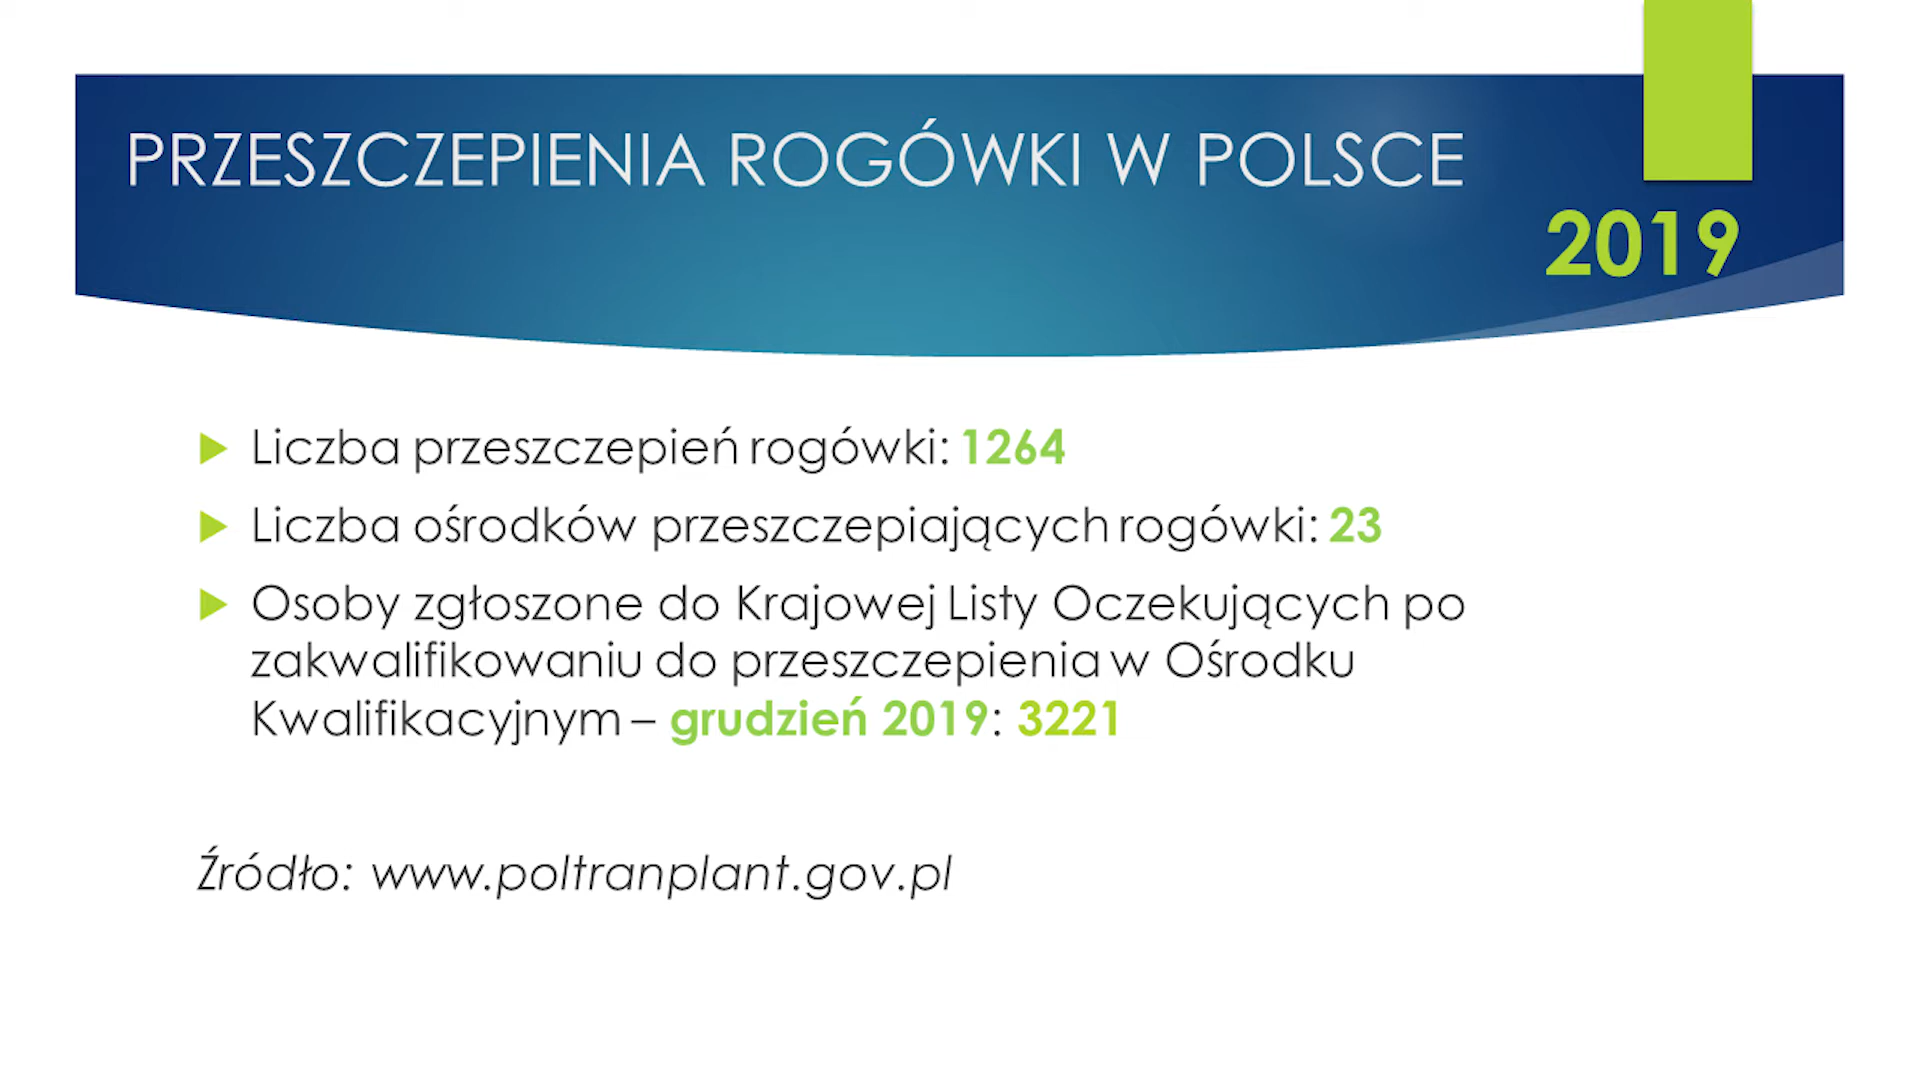 PRZESZCZEPIENIA ROGÓWKI W POLSCE
2019
Liczba przeszczepień rogówki: 1264
Liczba ośrodków przeszczepiających rogówki: 23
Osoby zgłoszone do Krajowej Listy Oczekujących po
zakwalifikowaniu do przeszczepienia w Ośrodku
Kwalifikacyjnym – grudzień 2019: 3221
Źródło: www.poltranplant.gov.pl